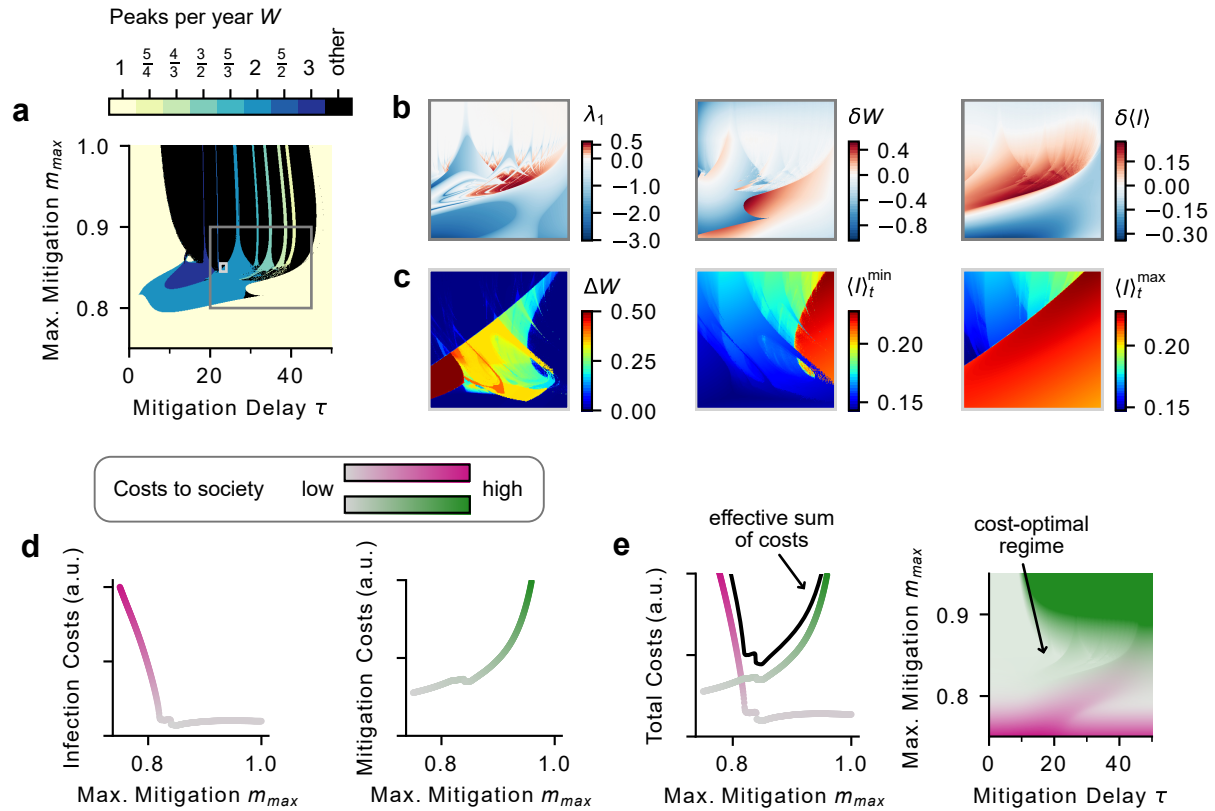 Peaks per year W
1 5/4 4/3 3/2 5/3 2 5/2 3 other
a
Max. Mitigation m_max
1.0
0.9
0.8
0 20 40
Mitigation Delay τ
b
λ₁
0.5
0.0
−1.0
−2.0
−3.0
δW
0.4
0.0
−0.4
−0.8
δ⟨I⟩
0.15
0.00
−0.15
−0.30
c
ΔW
0.50
0.25
0.00
⟨I⟩_t^min
0.20
0.15
⟨I⟩_t^max
0.20
0.15
Costs to society low high
d
Infection Costs (a.u.)
0.8 1.0
Max. Mitigation m_max
Mitigation Costs (a.u.)
0.8 1.0
Max. Mitigation m_max
e
effective sum
of costs
Total Costs (a.u.)
0.8 1.0
Max. Mitigation m_max
cost-optimal
regime
Max. Mitigation m_max
0.9
0.8
0 20 40
Mitigation Delay τ